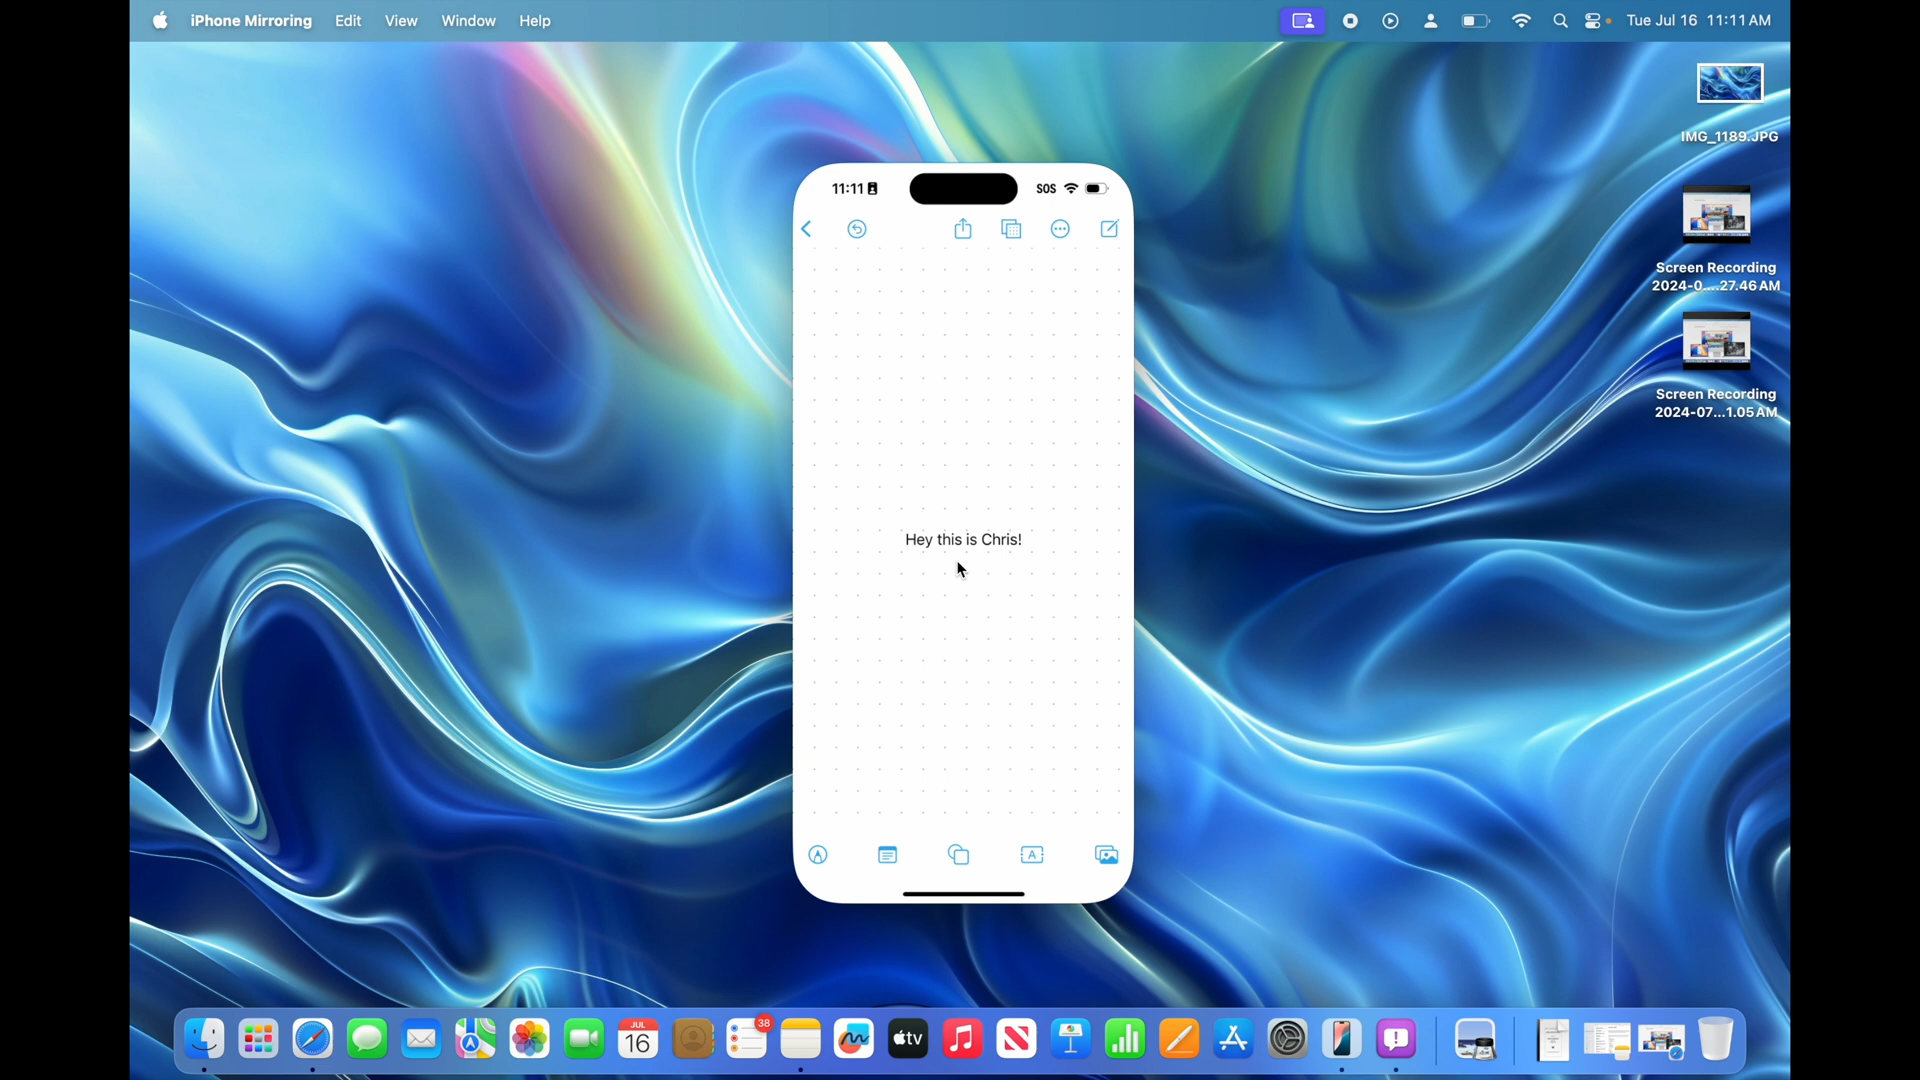 iPhone Mirroring Edit View Window Help
Tue Jul 16 11:11 AM
IMG_1189.JPG
Screen Recording
2024-0....27.46 AM
Screen Recording
2024-07...1.05 AM
11:11
SOS
Hey this is Chris!
A
JUL
16
38
tv